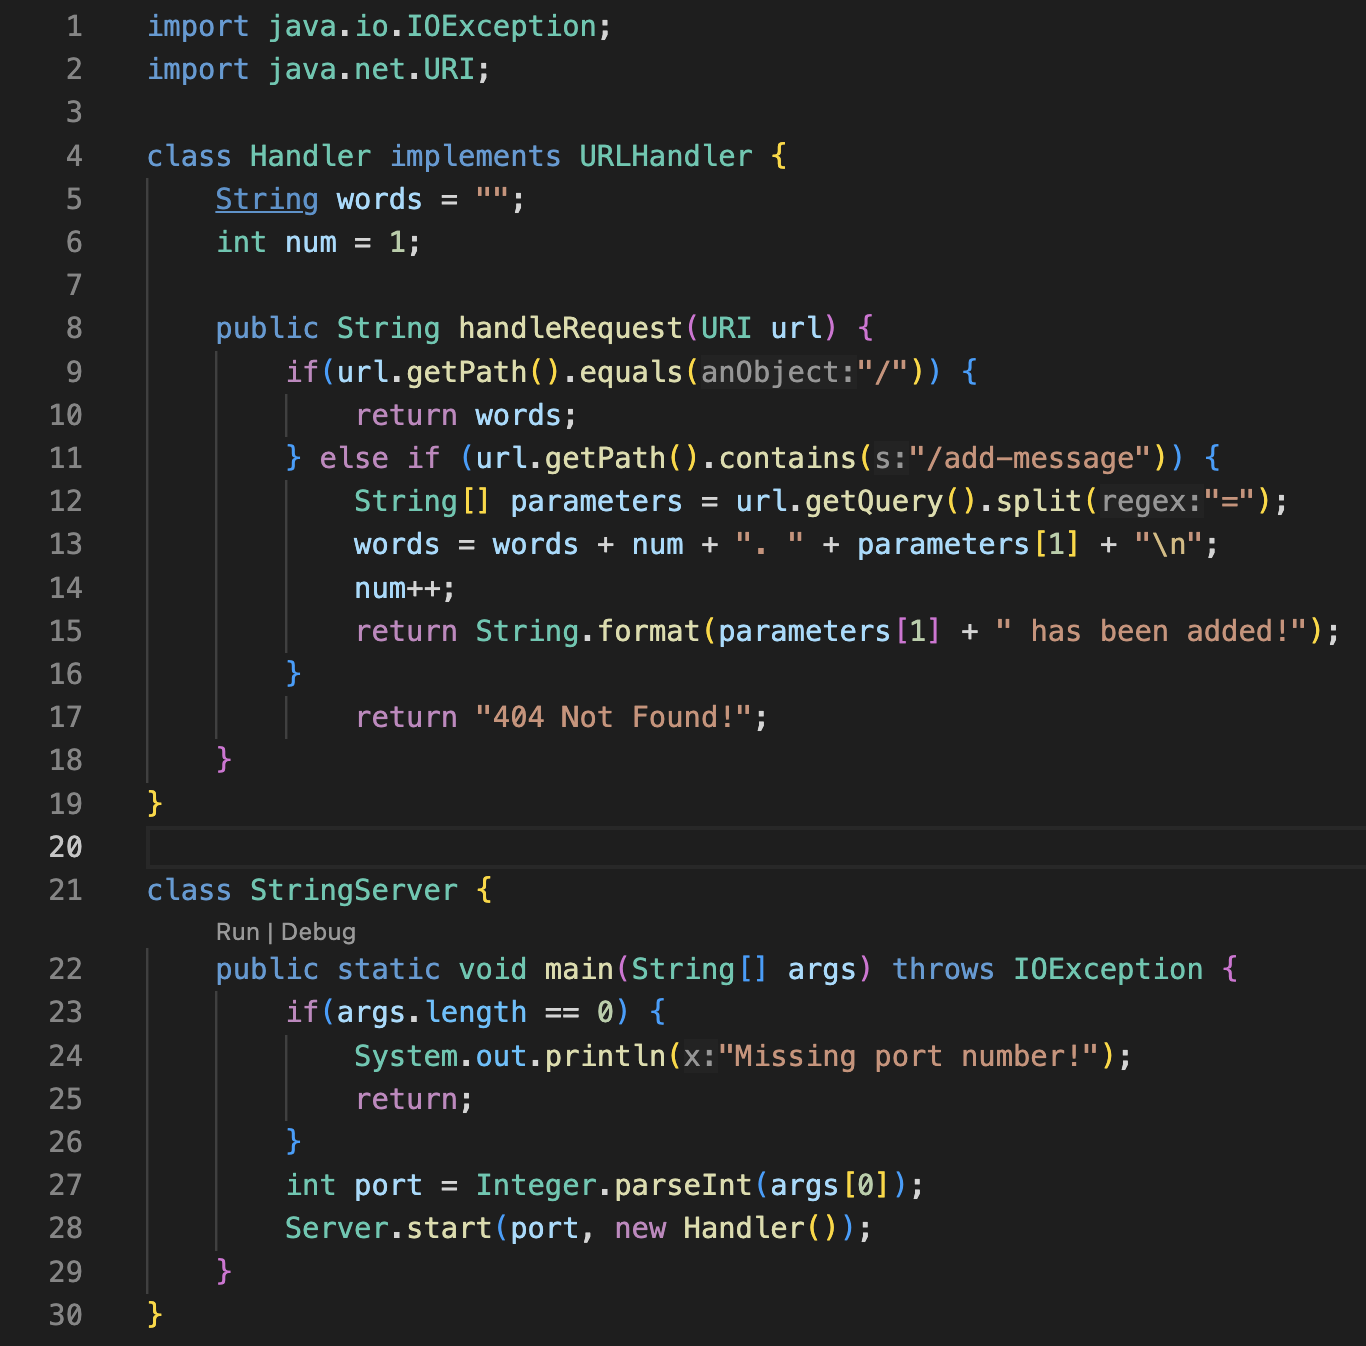 1 import java.io.IOException;
2 import java.net.URI;
3
4 class Handler implements URLHandler {
5     String words = "";
6     int num = 1;
7
8     public String handleRequest(URI url) {
9         if(url.getPath().equals(anObject:"/")) {
10             return words;
11         } else if (url.getPath().contains(s:"/add-message")) {
12             String[] parameters = url.getQuery().split(regex:"=");
13             words = words + num + ". " + parameters[1] + "\n";
14             num++;
15             return String.format(parameters[1] + " has been added!");
16         }
17             return "404 Not Found!";
18     }
19 }
20
21 class StringServer {
Run | Debug
22     public static void main(String[] args) throws IOException {
23         if(args.length == 0) {
24             System.out.println(x:"Missing port number!");
25             return;
26         }
27         int port = Integer.parseInt(args[0]);
28         Server.start(port, new Handler());
29     }
30 }